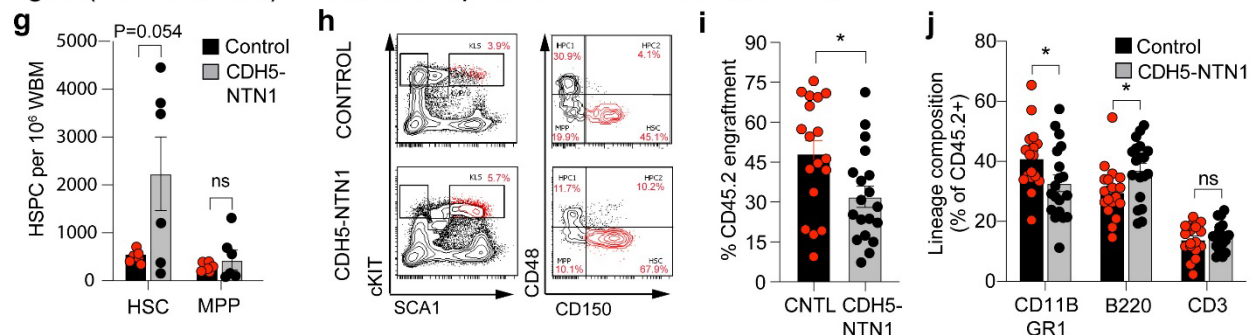 g
P=0.054
Control
CDH5-
NTN1
HSPC per 10⁶ WBM
5000
4000
3000
2000
1000
0
ns
HSC
MPP
h
CONTROL
CDH5-NTN1
KLS 3.9%
HPC1
30.9%
HPC2
4.1%
MPP
19.9%
HSC
45.1%
KLS 5.7%
HPC1
11.7%
HPC2
10.2%
MPP
10.1%
HSC
67.9%
cKIT
SCA1
CD48
CD150
i
*
% CD45.2 engraftment
90
75
60
45
30
15
0
CNTL
CDH5-
NTN1
j
Control
CDH5-NTN1
Lineage composition
(% of CD45.2+)
80
60
40
20
0
*
*
ns
CD11B
GR1
B220
CD3